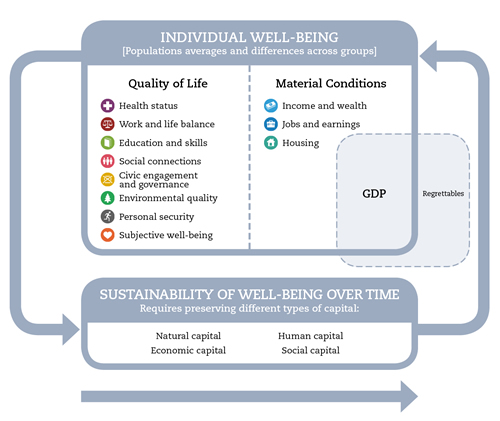 INDIVIDUAL WELL-BEING
[Populations averages and differences across groups]
Quality of Life
Health status
Work and life balance
Education and skills
Social connections
Civic engagement
and governance
Environmental quality
Personal security
Subjective well-being
Material Conditions
Income and wealth
Jobs and earnings
Housing
GDP
Regrettables
SUSTAINABILITY OF WELL-BEING OVER TIME
Requires preserving different types of capital:
Natural capital
Human capital
Economic capital
Social capital